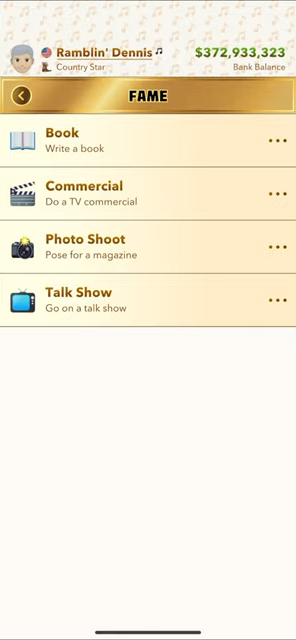 Ramblin' Dennis
Country Star
$372,933,323
Bank Balance
FAME
Book
Write a book
Commercial
Do a TV commercial
Photo Shoot
Pose for a magazine
Talk Show
Go on a talk show